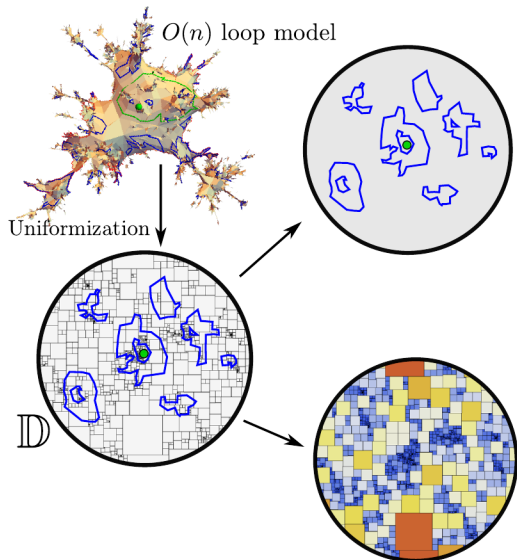 O(n) loop model
Uniformization
𝔻